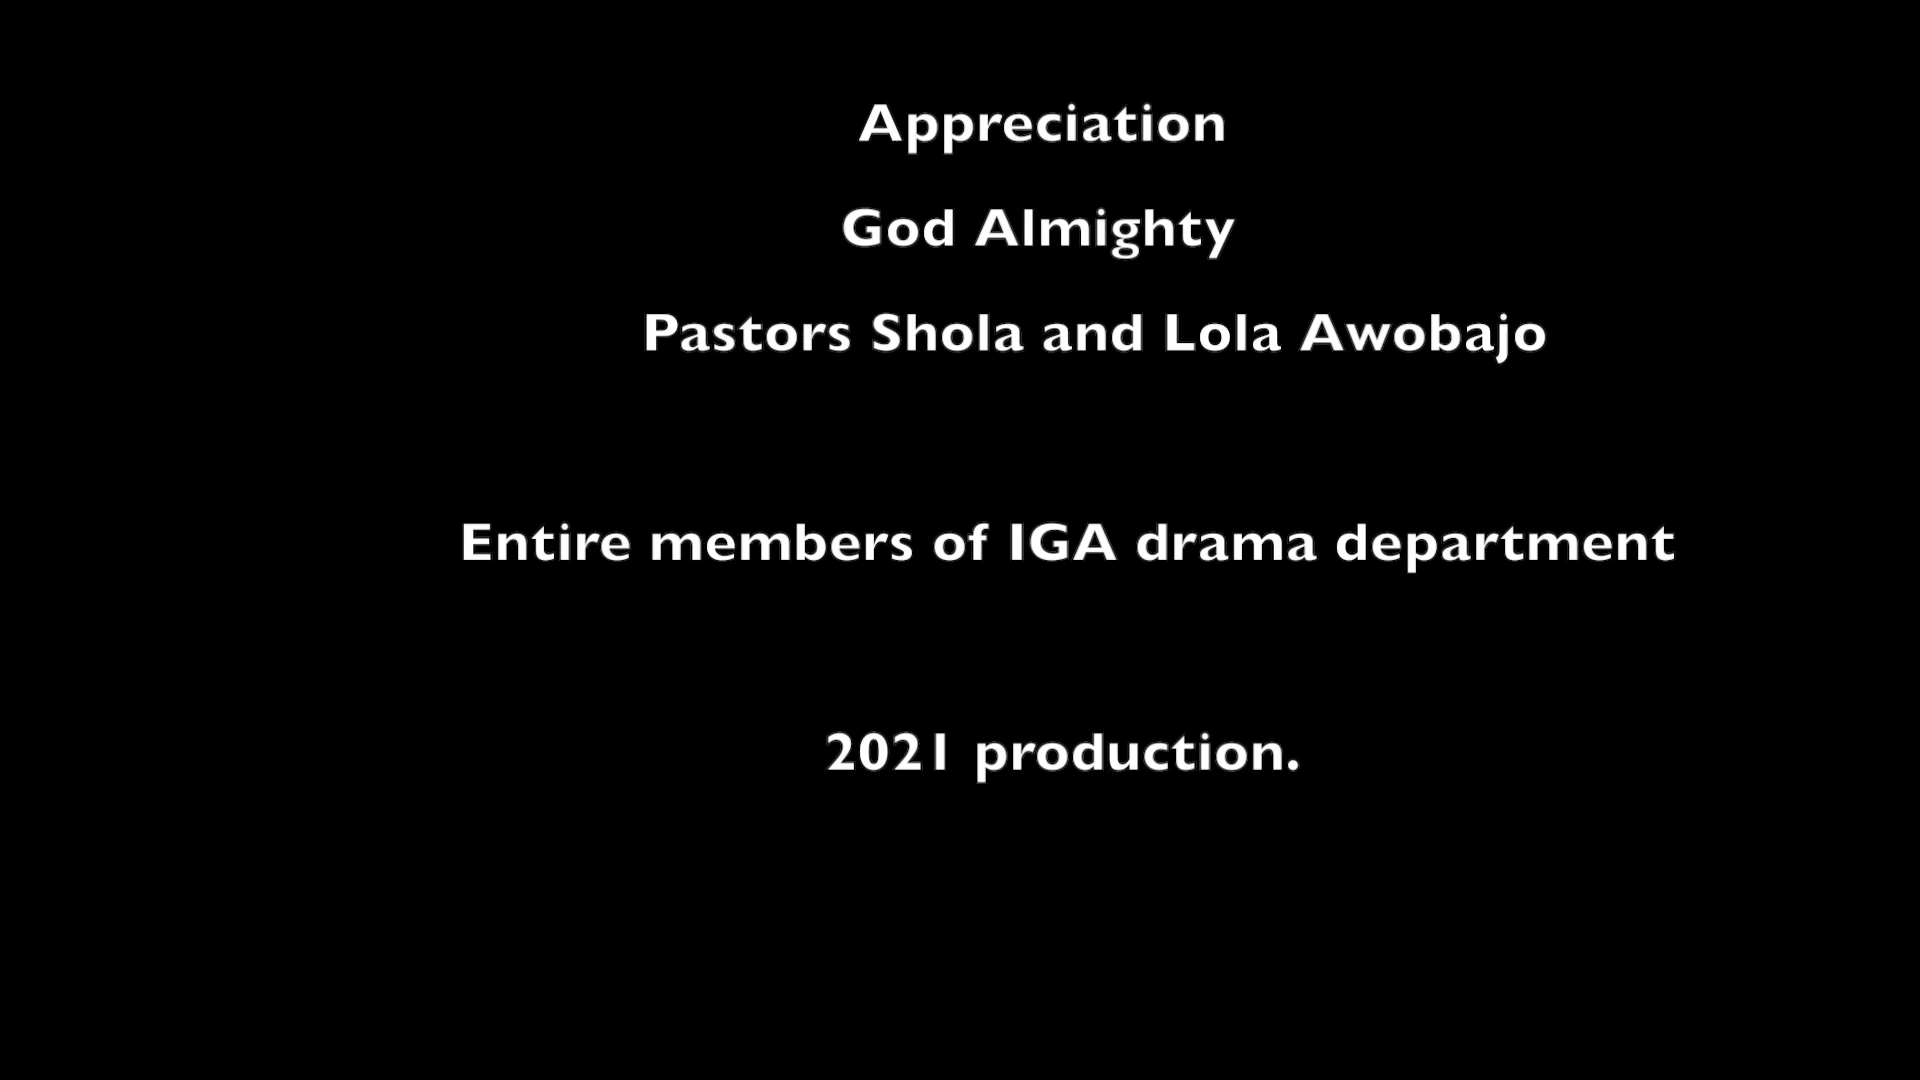 Appreciation
God Almighty
Pastors Shola and Lola Awobajo
Entire members of IGA drama department
2021 production.